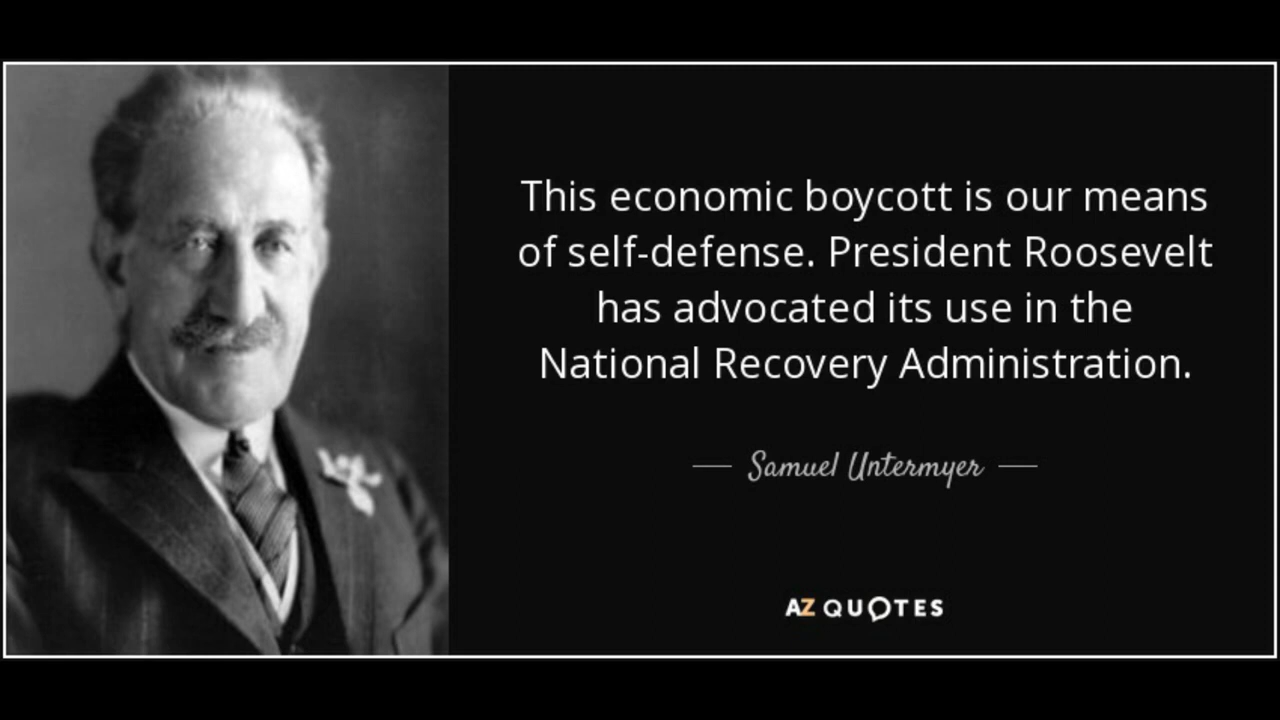 This economic boycott is our means
of self-defense. President Roosevelt
has advocated its use in the
National Recovery Administration.
Samuel Untermyer
AZ QUOTES